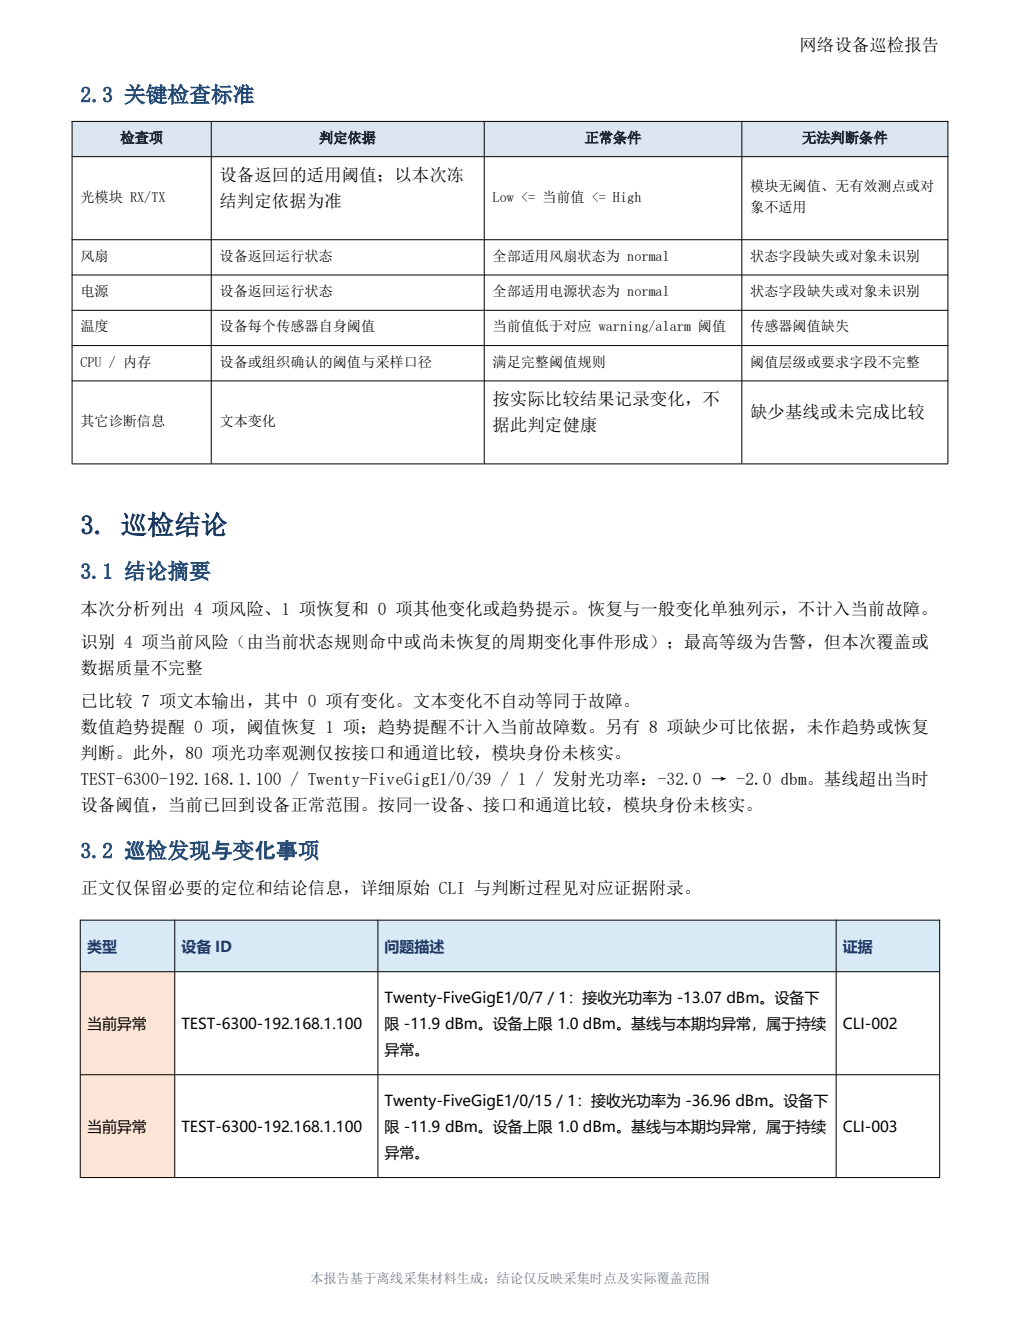 网络设备巡检报告
2.3 关键检查标准
检查项 判定依据 正常条件 无法判断条件
光模块 RX/TX 设备返回的适用阈值；以本次冻结判定依据为准 Low <= 当前值 <= High 模块无阈值、无有效测点或对象不适用
风扇 设备返回运行状态 全部适用风扇状态为 normal 状态字段缺失或对象未识别
电源 设备返回运行状态 全部适用电源状态为 normal 状态字段缺失或对象未识别
温度 设备每个传感器自身阈值 当前值低于对应 warning/alarm 阈值 传感器阈值缺失
CPU / 内存 设备或组织确认的阈值与采样口径 满足完整阈值规则 阈值层级或要求字段不完整
其它诊断信息 文本变化 按实际比较结果记录变化，不据此判定健康 缺少基线或未完成比较
3. 巡检结论
3.1 结论摘要
本次分析列出 4 项风险、1 项恢复和 0 项其他变化或趋势提示。恢复与一般变化单独列示，不计入当前故障。
识别 4 项当前风险（由当前状态规则命中或尚未恢复的周期变化事件形成）；最高等级为告警，但本次覆盖或
数据质量不完整
已比较 7 项文本输出，其中 0 项有变化。文本变化不自动等同于故障。
数值趋势提醒 0 项，阈值恢复 1 项；趋势提醒不计入当前故障数。另有 8 项缺少可比依据，未作趋势或恢复
判断。此外，80 项光功率观测仅按接口和通道比较，模块身份未核实。
TEST-6300-192.168.1.100 / Twenty-FiveGigE1/0/39 / 1 / 发射光功率：-32.0 → -2.0 dbm。基线超出当时
设备阈值，当前已回到设备正常范围。按同一设备、接口和通道比较，模块身份未核实。
3.2 巡检发现与变化事项
正文仅保留必要的定位和结论信息，详细原始 CLI 与判断过程见对应证据附录。
类型 设备 ID 问题描述 证据
当前异常 TEST-6300-192.168.1.100 Twenty-FiveGigE1/0/7 / 1：接收光功率为 -13.07 dBm。设备下限 -11.9 dBm。设备上限 1.0 dBm。基线与本期均异常，属于持续异常。 CLI-002
当前异常 TEST-6300-192.168.1.100 Twenty-FiveGigE1/0/15 / 1：接收光功率为 -36.96 dBm。设备下限 -11.9 dBm。设备上限 1.0 dBm。基线与本期均异常，属于持续异常。 CLI-003
本报告基于离线采集材料生成；结论仅反映采集时点及实际覆盖范围